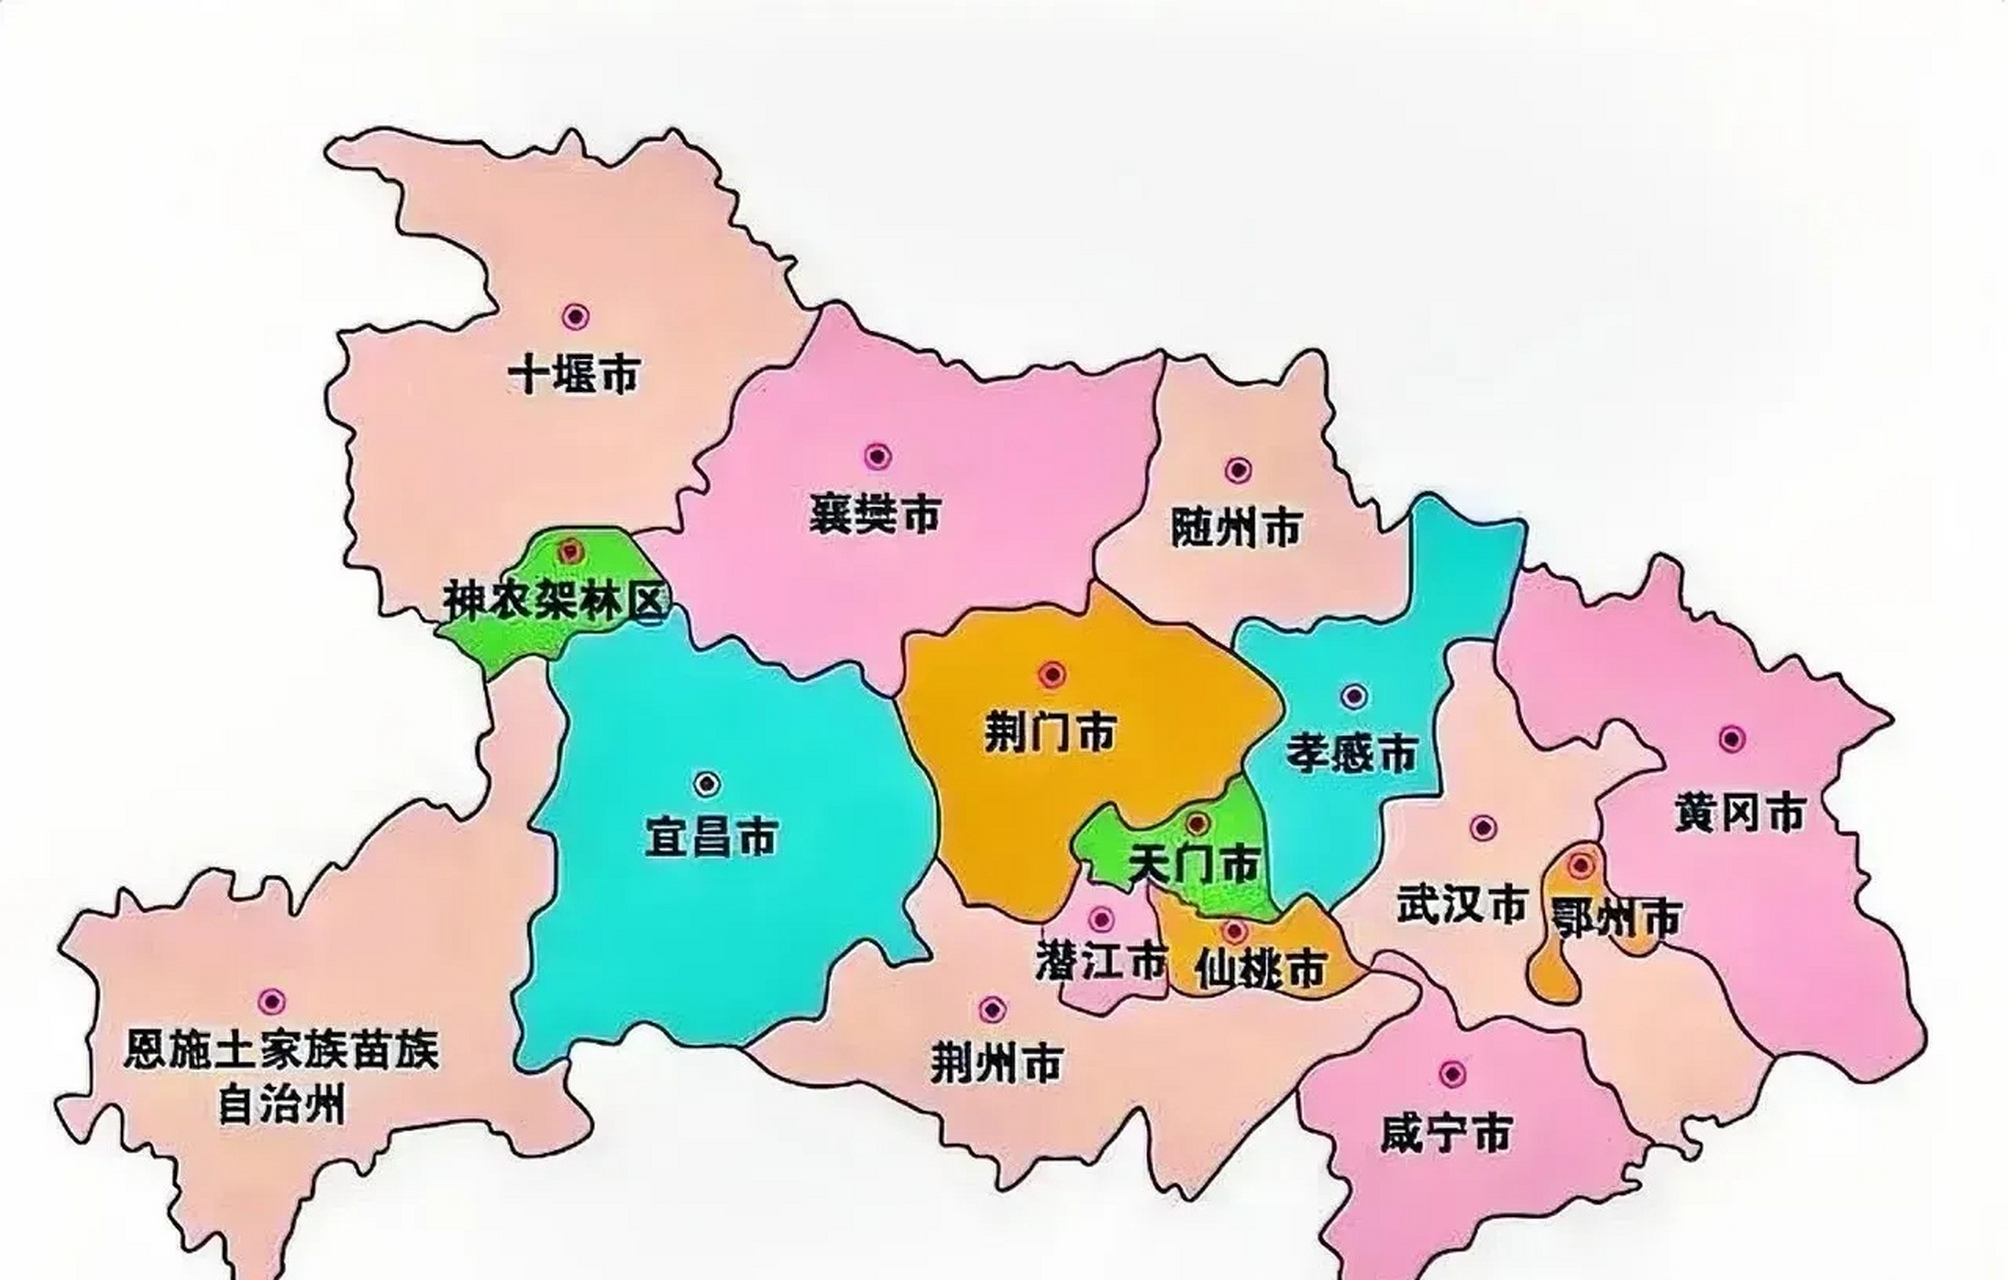 十堰市
襄樊市
随州市
神农架林区
荆门市
孝感市
宜昌市
黄冈市
天门市
武汉市
鄂州市
潜江市
仙桃市
恩施土家族苗族
自治州
荆州市
咸宁市